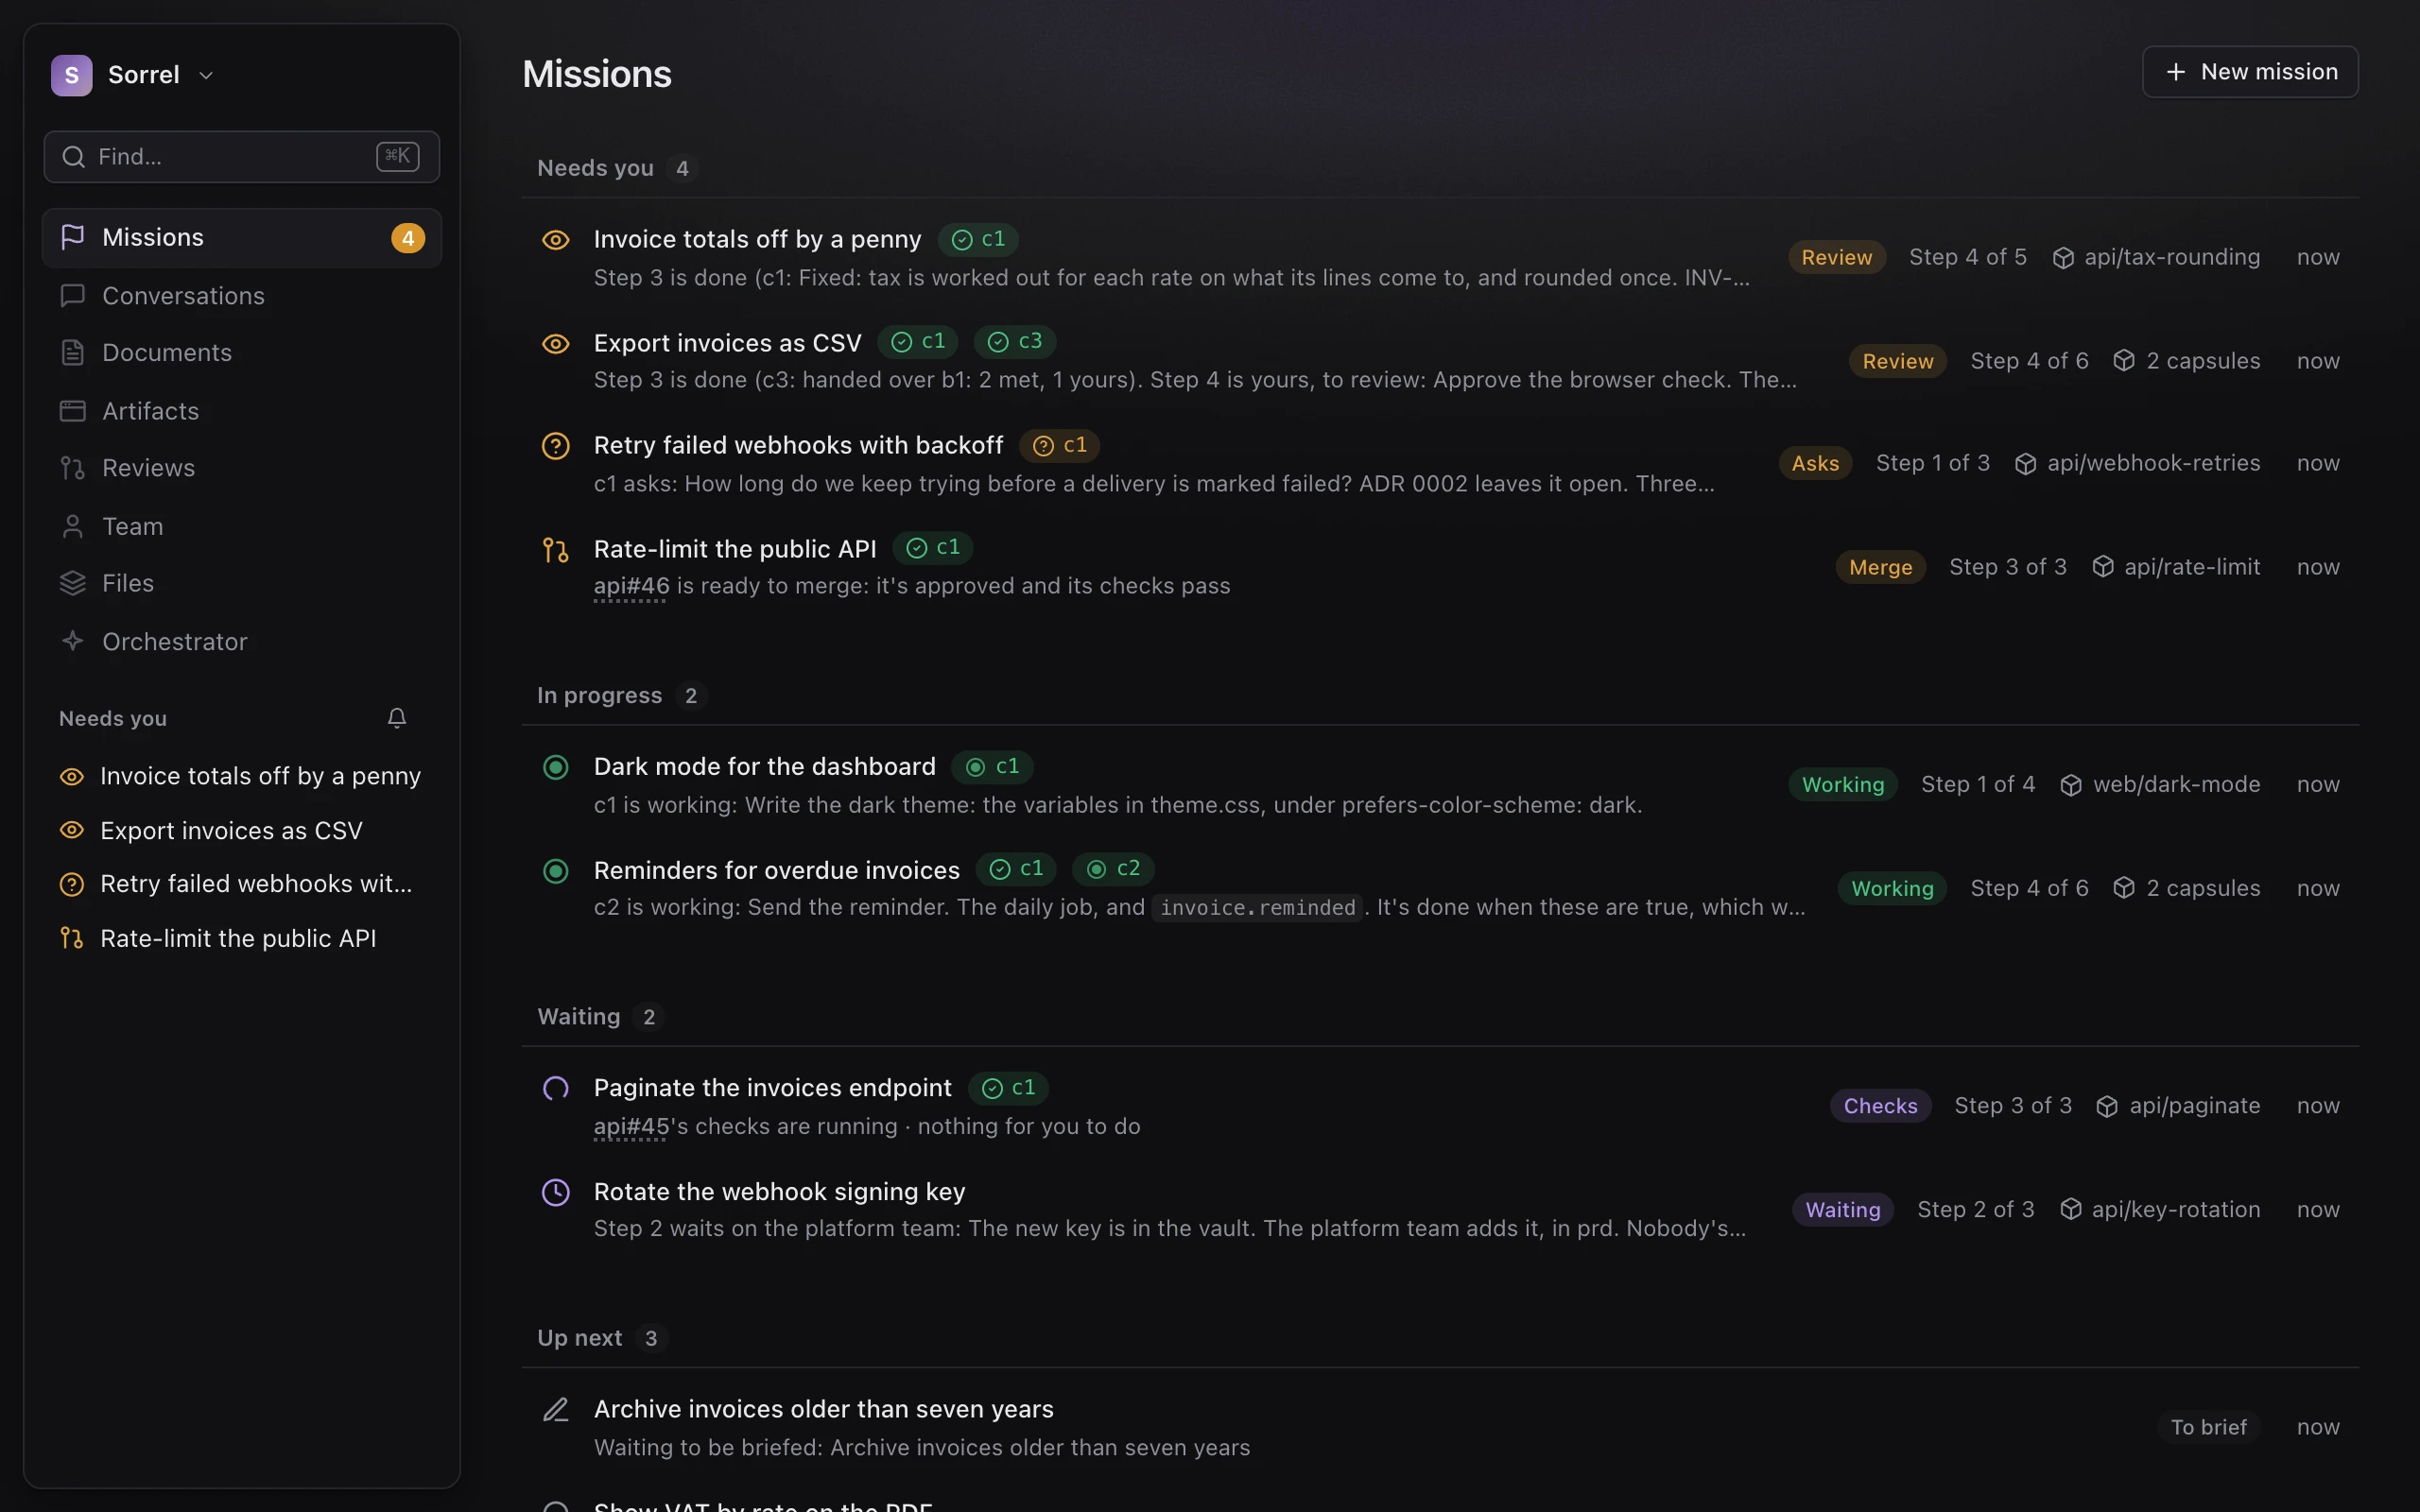 S Sorrel
Find... ⌘K
Missions 4
Conversations
Documents
Artifacts
Reviews
Team
Files
Orchestrator
Needs you
Invoice totals off by a penny
Export invoices as CSV
Retry failed webhooks wit...
Rate-limit the public API
Missions
New mission
Needs you 4
Invoice totals off by a penny c1
Step 3 is done (c1: Fixed: tax is worked out for each rate on what its lines come to, and rounded once. INV-...
Review Step 4 of 5 api/tax-rounding now
Export invoices as CSV c1 c3
Step 3 is done (c3: handed over b1: 2 met, 1 yours). Step 4 is yours, to review: Approve the browser check. The...
Review Step 4 of 6 2 capsules now
Retry failed webhooks with backoff c1
c1 asks: How long do we keep trying before a delivery is marked failed? ADR 0002 leaves it open. Three...
Asks Step 1 of 3 api/webhook-retries now
Rate-limit the public API c1
api#46 is ready to merge: it's approved and its checks pass
Merge Step 3 of 3 api/rate-limit now
In progress 2
Dark mode for the dashboard c1
c1 is working: Write the dark theme: the variables in theme.css, under prefers-color-scheme: dark.
Working Step 1 of 4 web/dark-mode now
Reminders for overdue invoices c1 c2
c2 is working: Send the reminder. The daily job, and invoice.reminded. It's done when these are true, which w...
Working Step 4 of 6 2 capsules now
Waiting 2
Paginate the invoices endpoint c1
api#45's checks are running · nothing for you to do
Checks Step 3 of 3 api/paginate now
Rotate the webhook signing key
Step 2 waits on the platform team: The new key is in the vault. The platform team adds it, in prd. Nobody's...
Waiting Step 2 of 3 api/key-rotation now
Up next 3
Archive invoices older than seven years
Waiting to be briefed: Archive invoices older than seven years
To brief now
Show VAT by rate on the PDF